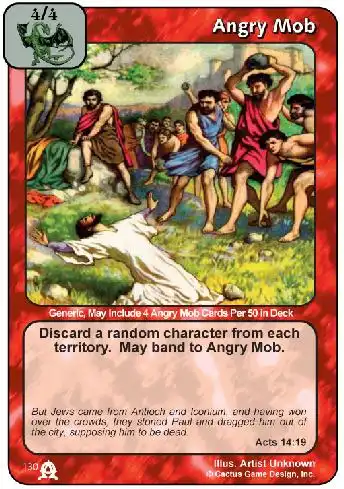 4/4
Angry Mob
Generic, May Include 4 Angry Mob Cards Per 50 in Deck
Discard a random character from each
territory. May band to Angry Mob.
But Jews came from Antioch and Iconium, and having won
over the crowds, they stoned Paul and dragged him out of
the city, supposing him to be dead.
Acts 14:19
130
Illus. Artist Unknown
© Cactus Game Design, Inc.